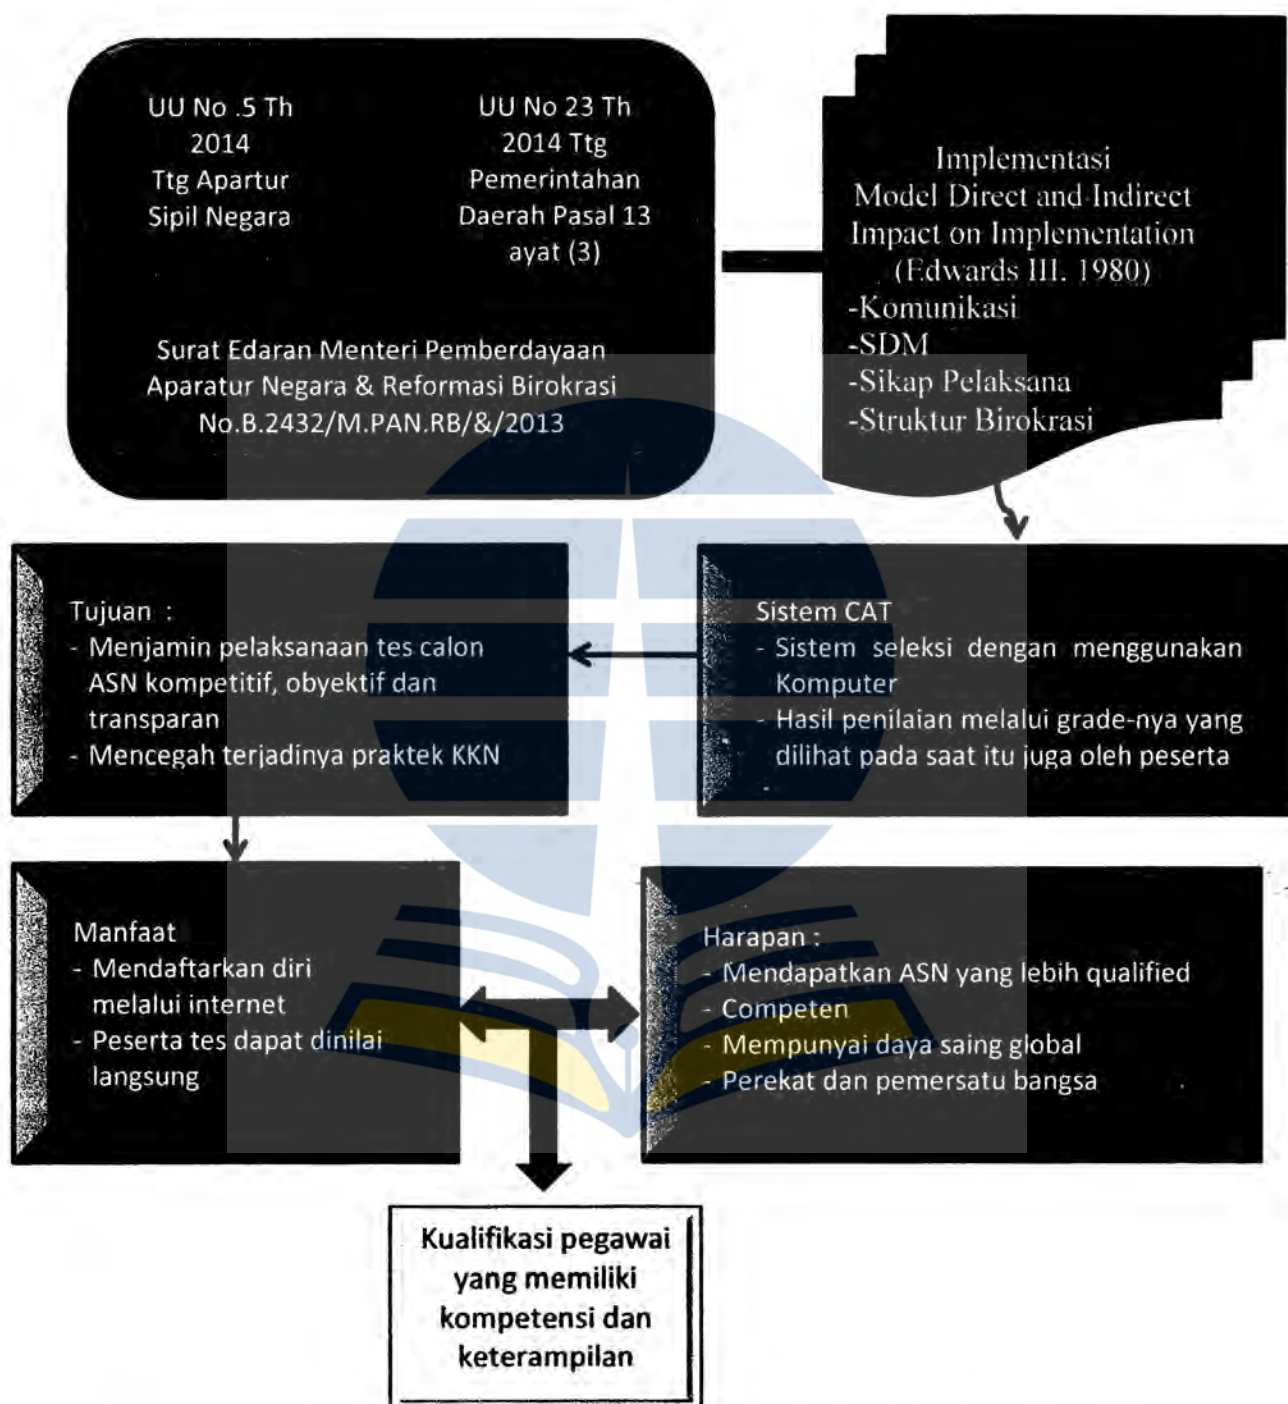 UU No .5 Th
2014
Ttg Apartur
Sipil Negara
UU No 23 Th
2014 Ttg
Pemerintahan
Daerah Pasal 13
ayat (3)
Surat Edaran Menteri Pemberdayaan
Aparatur Negara & Reformasi Birokrasi
No.B.2432/M.PAN.RB/&/2013
Implementasi
Model Direct and Indirect
Impact on Implementation
(Edwards III. 1980)
-Komunikasi
-SDM
-Sikap Pelaksana
-Struktur Birokrasi
Sistem CAT
- Sistem seleksi dengan menggunakan
Komputer
- Hasil penilaian melalui grade-nya yang
dilihat pada saat itu juga oleh peserta
Tujuan :
- Menjamin pelaksanaan tes calon
ASN kompetitif, obyektif dan
transparan
- Mencegah terjadinya praktek KKN
Manfaat
- Mendaftarkan diri
melalui internet
- Peserta tes dapat dinilai
langsung
Harapan :
- Mendapatkan ASN yang lebih qualified
- Competen
- Mempunyai daya saing global
- Perekat dan pemersatu bangsa
Kualifikasi pegawai
yang memiliki
kompetensi dan
keterampilan